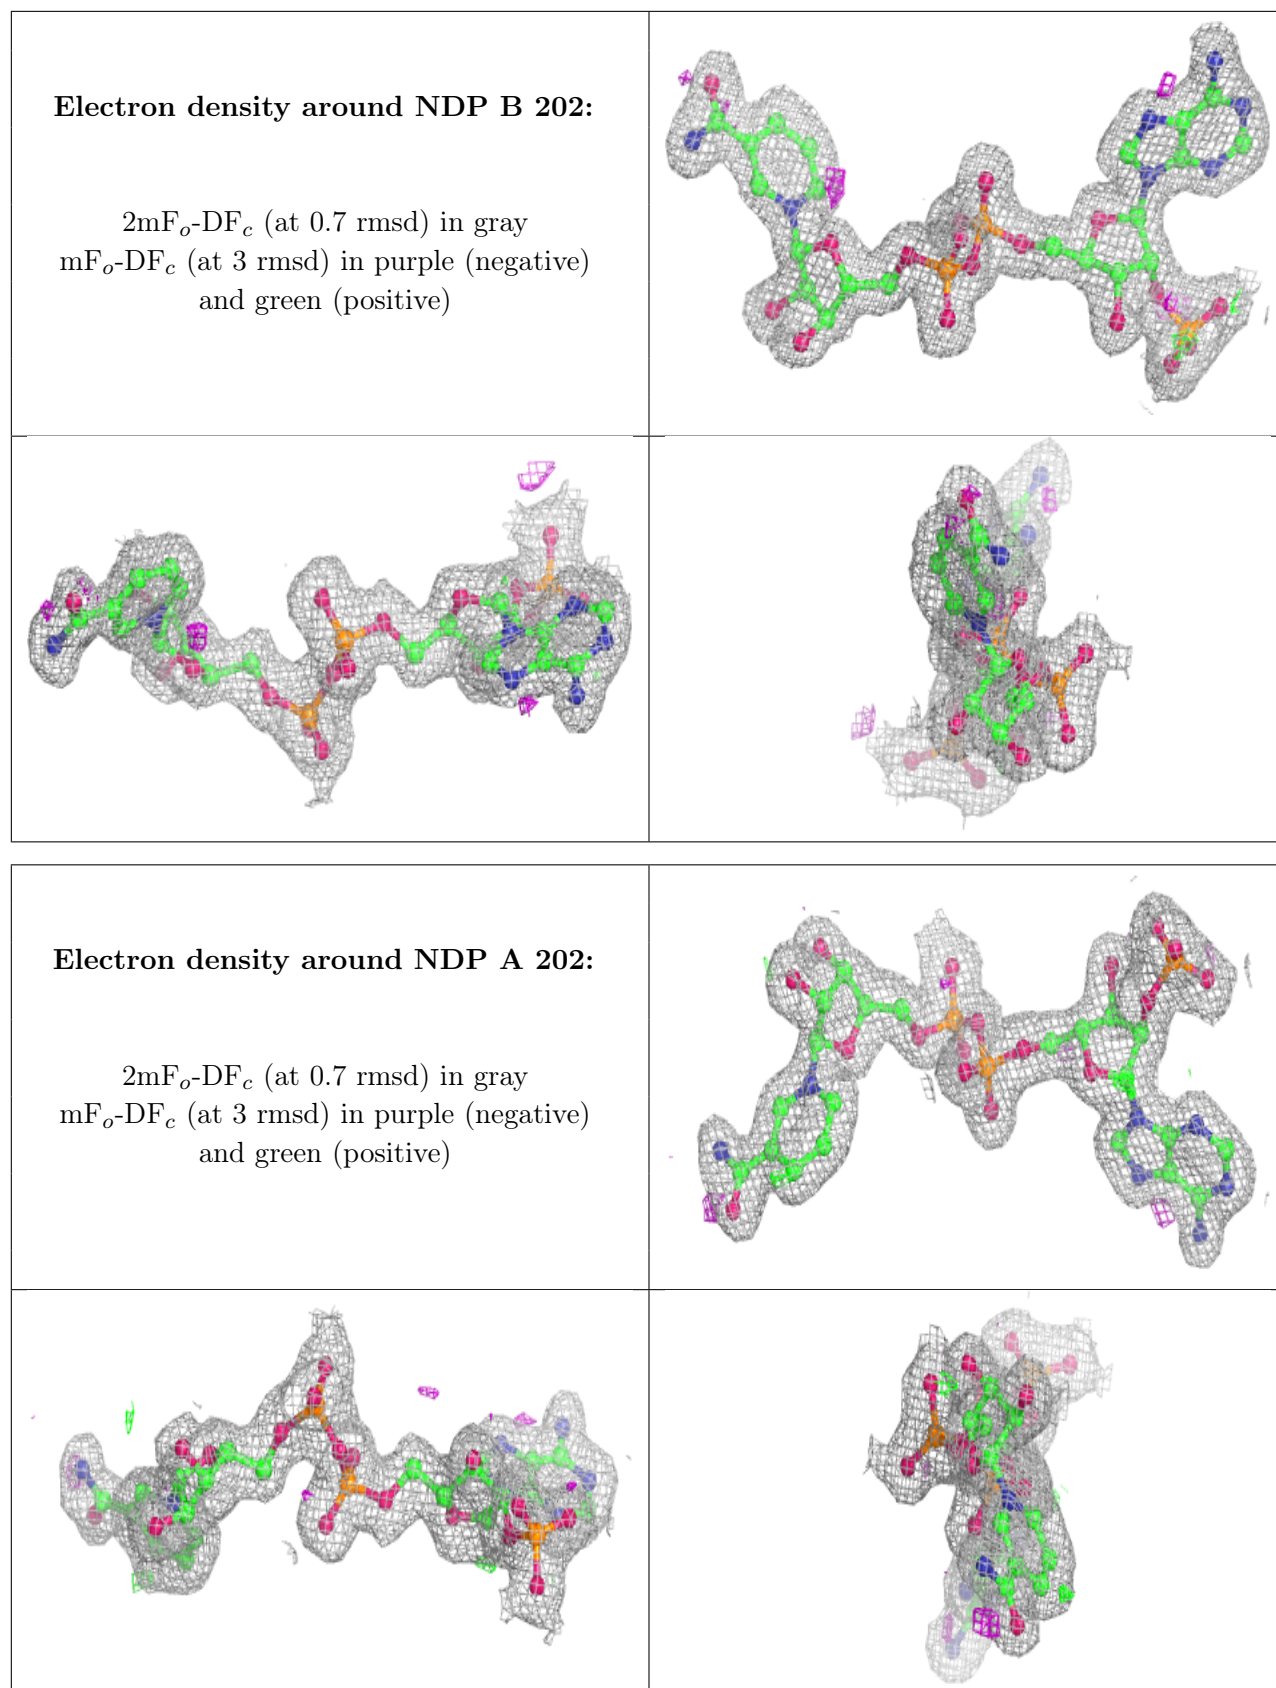 Electron density around NDP B 202:
2mFo-DFc (at 0.7 rmsd) in gray
mFo-DFc (at 3 rmsd) in purple (negative)
and green (positive)
Electron density around NDP A 202:
2mFo-DFc (at 0.7 rmsd) in gray
mFo-DFc (at 3 rmsd) in purple (negative)
and green (positive)